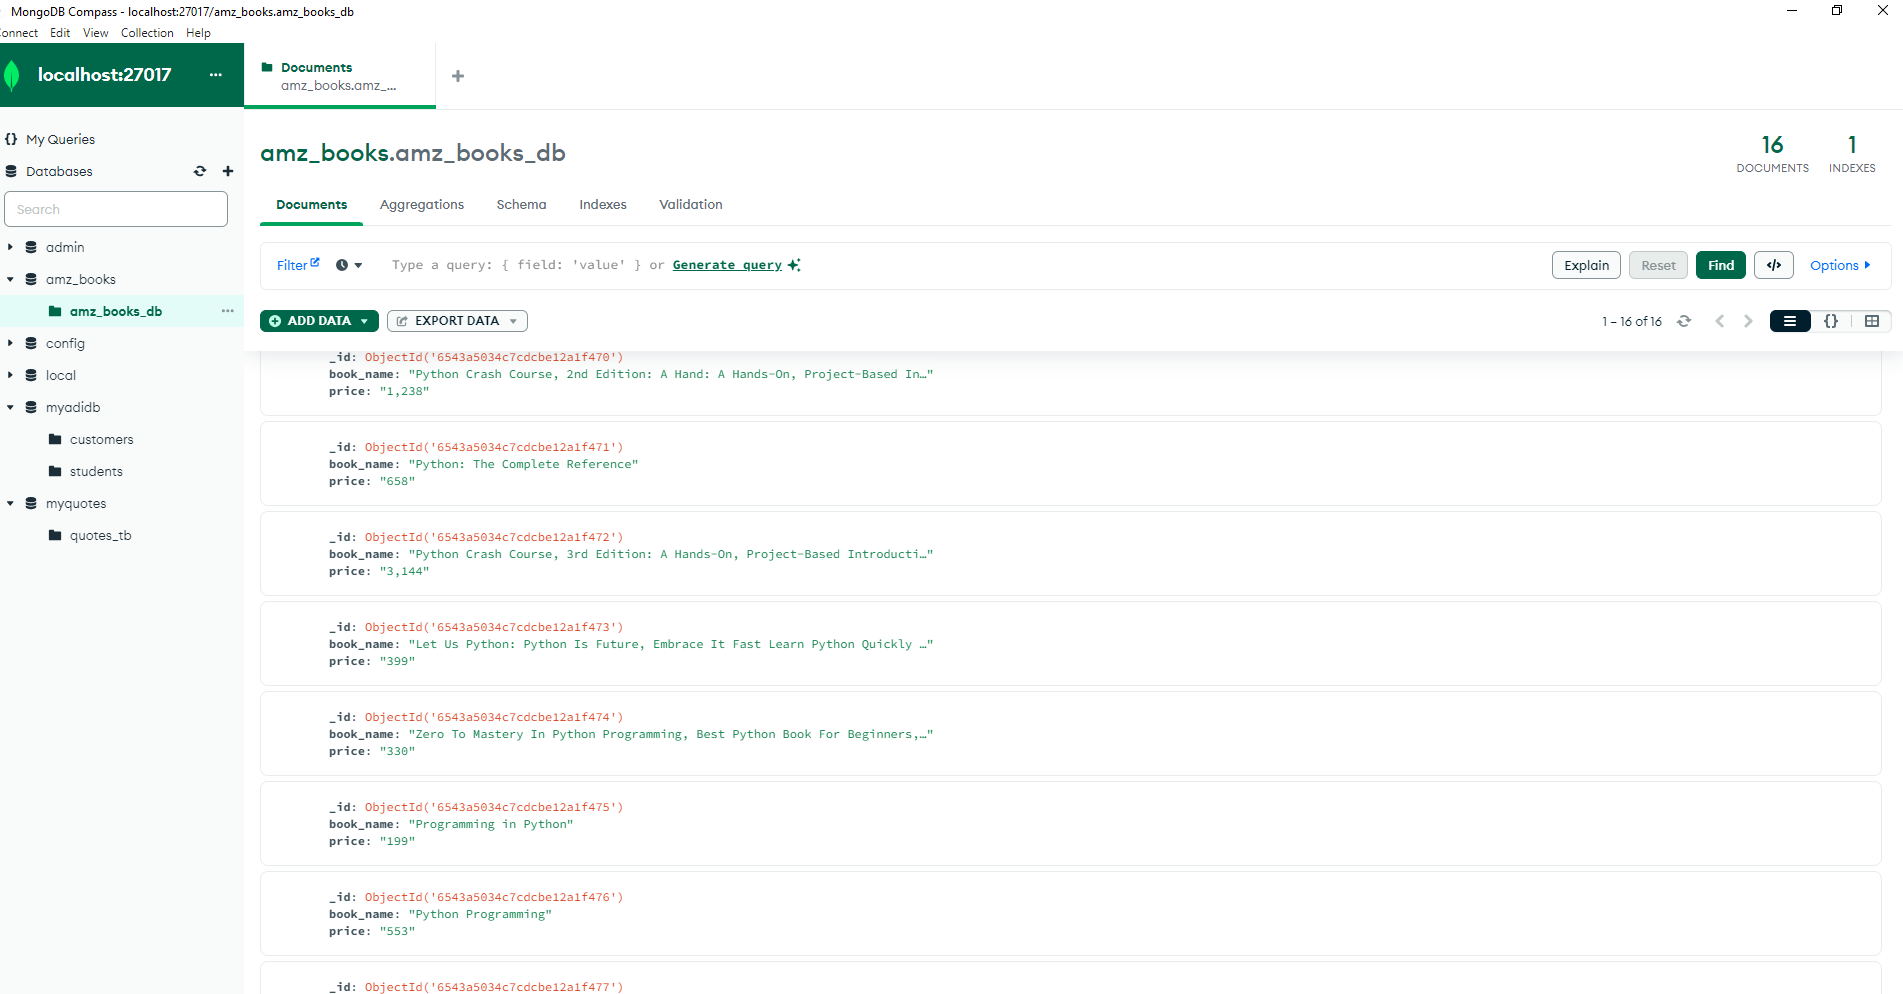 MongoDB Compass - localhost:27017/amz_books.amz_books_db
onnect Edit View Collection Help
localhost:27017 ...
Documents
amz_books.amz_...
{} My Queries
Databases
Search
admin
amz_books
amz_books_db ...
config
local
myadidb
customers
students
myquotes
quotes_tb
amz_books.amz_books_db
16
DOCUMENTS
1
INDEXES
Documents Aggregations Schema Indexes Validation
Filter Type a query: { field: 'value' } or Generate query Explain Reset Find </> Options
ADD DATA EXPORT DATA 1 – 16 of 16 {}
_id: ObjectId('6543a5034c7cdcbe12a1f470')
book_name: "Python Crash Course, 2nd Edition: A Hand: A Hands-On, Project-Based In…"
price: "1,238"
_id: ObjectId('6543a5034c7cdcbe12a1f471')
book_name: "Python: The Complete Reference"
price: "658"
_id: ObjectId('6543a5034c7cdcbe12a1f472')
book_name: "Python Crash Course, 3rd Edition: A Hands-On, Project-Based Introducti…"
price: "3,144"
_id: ObjectId('6543a5034c7cdcbe12a1f473')
book_name: "Let Us Python: Python Is Future, Embrace It Fast Learn Python Quickly …"
price: "399"
_id: ObjectId('6543a5034c7cdcbe12a1f474')
book_name: "Zero To Mastery In Python Programming, Best Python Book For Beginners,…"
price: "330"
_id: ObjectId('6543a5034c7cdcbe12a1f475')
book_name: "Programming in Python"
price: "199"
_id: ObjectId('6543a5034c7cdcbe12a1f476')
book_name: "Python Programming"
price: "553"
_id: ObjectId('6543a5034c7cdcbe12a1f477')